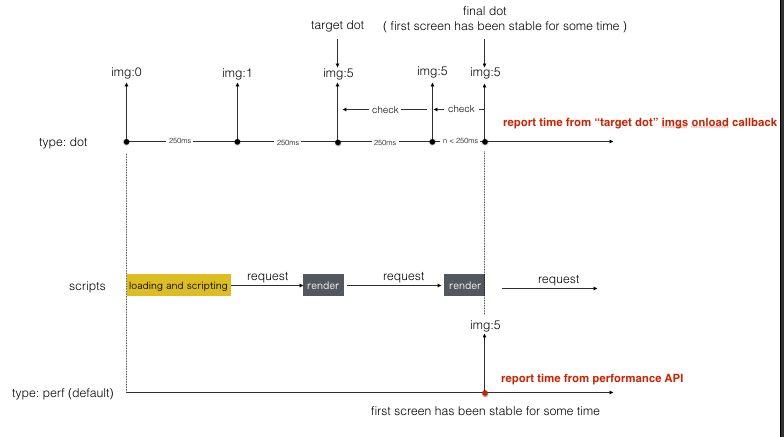 final dot
target dot
( first screen has been stable for some time )
img:0
img:1
img:5
img:5
img:5
check
check
report time from “target dot” imgs onload callback
type: dot
250ms
250ms
250ms
n < 250ms
scripts
loading and scripting
request
render
request
render
request
img:5
report time from performance API
type: perf (default)
first screen has been stable for some time